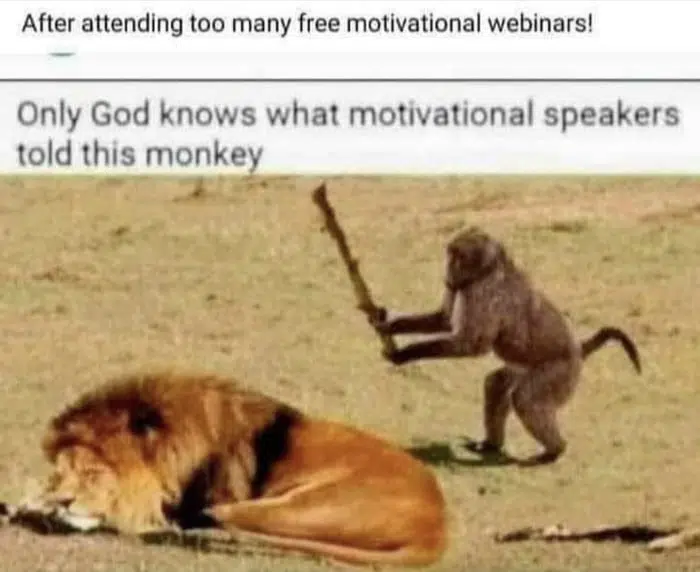 After attending too many free motivational webinars!
Only God knows what motivational speakers
told this monkey